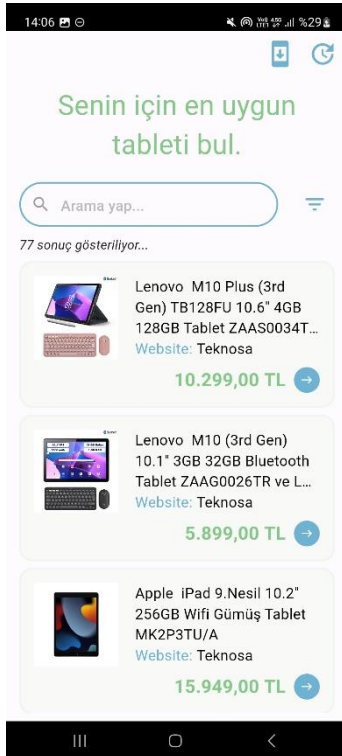 14:06 %29
Senin için en uygun
tableti bul.
Arama yap...
77 sonuç gösteriliyor...
Lenovo M10 Plus (3rd
Gen) TB128FU 10.6" 4GB
128GB Tablet ZAAS0034T...
Website: Teknosa
10.299,00 TL
Lenovo M10 (3rd Gen)
10.1" 3GB 32GB Bluetooth
Tablet ZAAG0026TR ve L...
Website: Teknosa
5.899,00 TL
Apple iPad 9.Nesil 10.2"
256GB Wifi Gümüş Tablet
MK2P3TU/A
Website: Teknosa
15.949,00 TL